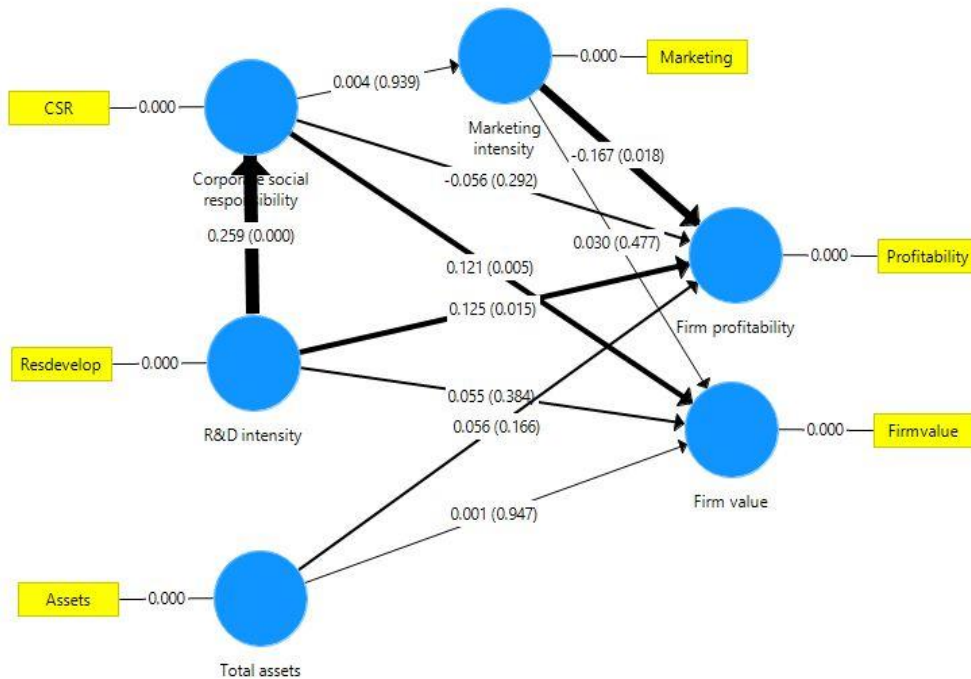 Marketing
0.000
0.004 (0.939)
CSR
0.000
Marketing
intensity
-0.167 (0.018)
Corporate social
responsibility
-0.056 (0.292)
0.259 (0.000)
0.030 (0.477)
0.000
Profitability
0.121 (0.005)
0.125 (0.015)
Firm profitability
Resdevelop
0.000
0.055 (0.384)
0.056 (0.166)
R&D intensity
0.000
Firmvalue
Firm value
0.001 (0.947)
Assets
0.000
Total assets